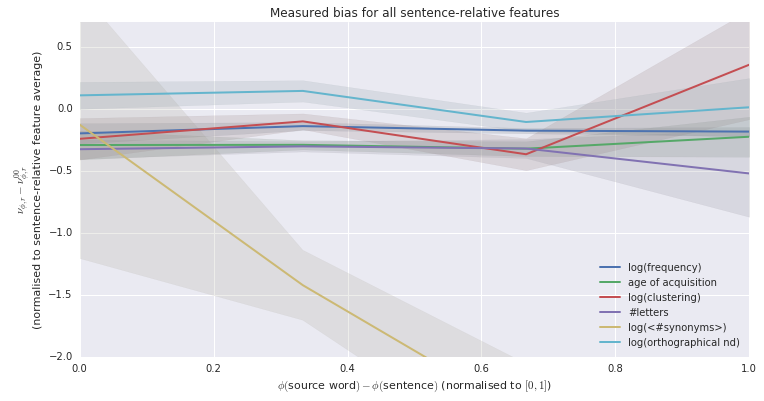 Measured bias for all sentence-relative features
0.5
0.0
−0.5
−1.0
−1.5
−2.0
0.0 0.2 0.4 0.6 0.8 1.0
ν_{φ,r} − ν^{00}_{φ,r}
(normalised to sentence-relative feature average)
φ(source word) − φ(sentence) (normalised to [0, 1])
log(frequency)
age of acquisition
log(clustering)
#letters
log(<#synonyms>)
log(orthographical nd)